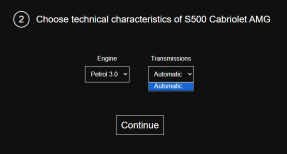 2 Choose technical characteristics of S500 Cabriolet AMG
Engine Transmissions
Petrol 3.0 Automatic
Automatic
Continue